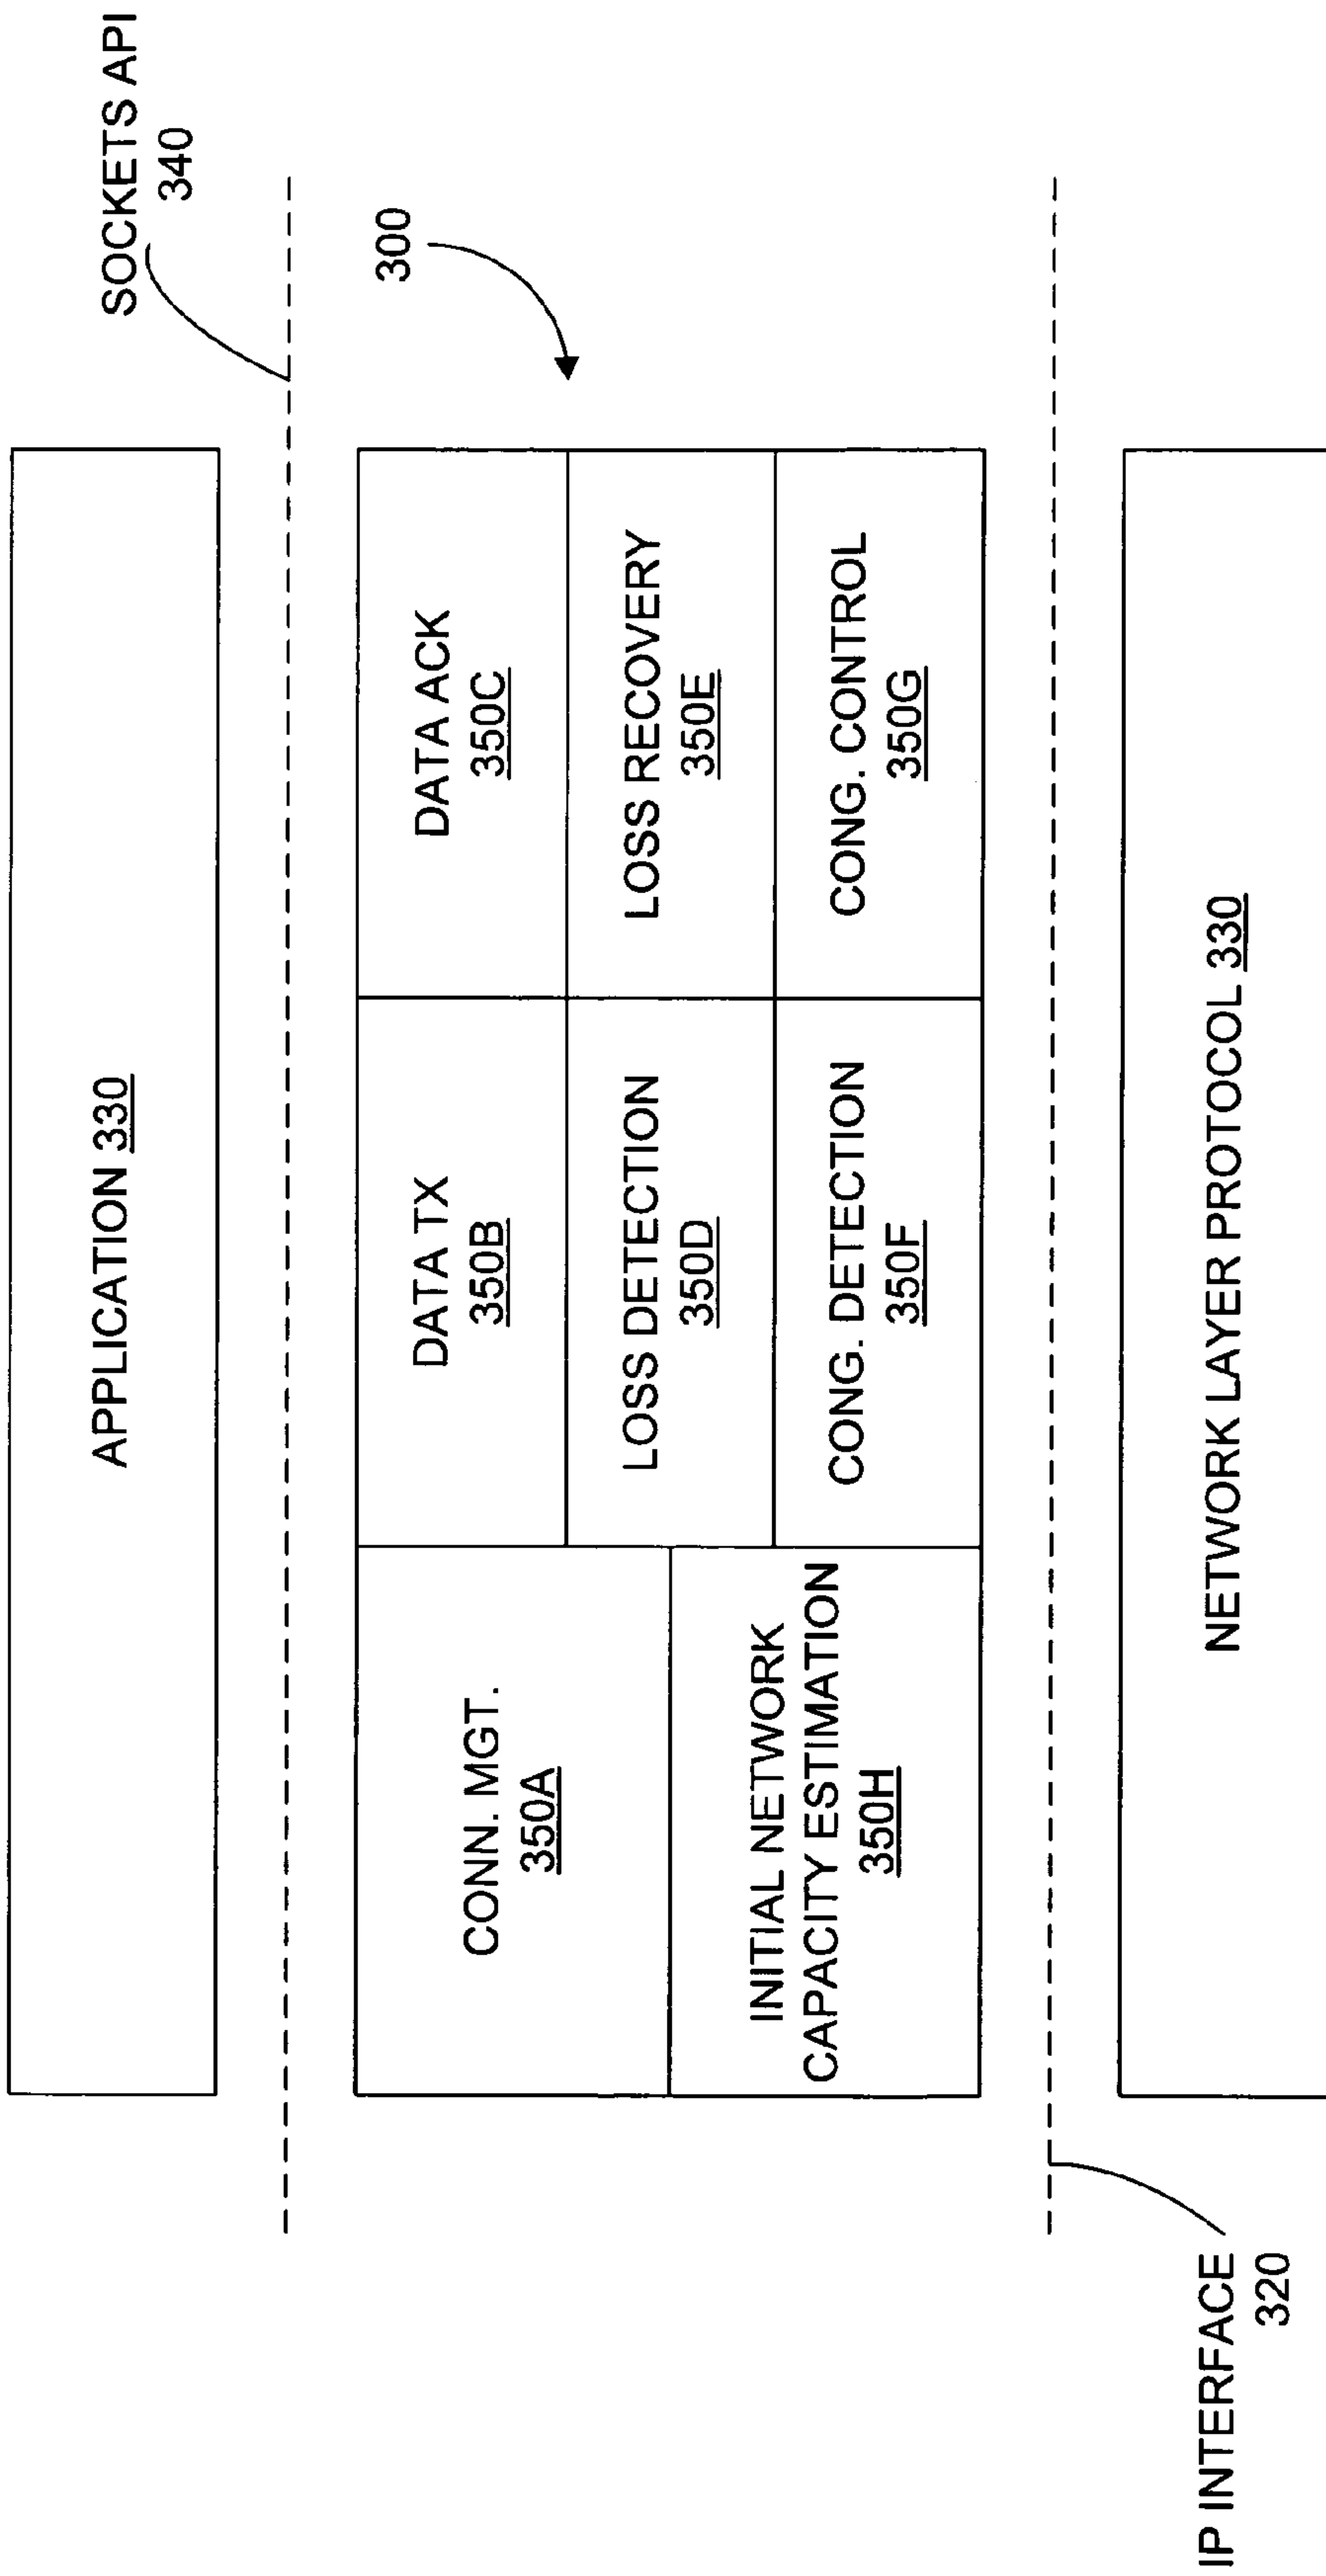 SOCKETS API
340
APPLICATION 330
300
CONN. MGT.
350A
DATA TX
350B
DATA ACK
350C
LOSS DETECTION
350D
LOSS RECOVERY
350E
INITIAL NETWORK
CAPACITY ESTIMATION
350H
CONG. DETECTION
350F
CONG. CONTROL
350G
IP INTERFACE
320
NETWORK LAYER PROTOCOL 330